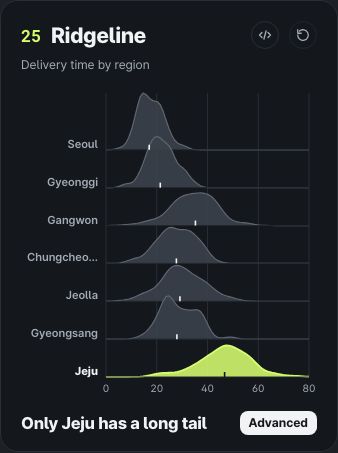 25 Ridgeline
Delivery time by region
Seoul
Gyeonggi
Gangwon
Chungcheo...
Jeolla
Gyeongsang
Jeju
0 20 40 60 80
Only Jeju has a long tail
Advanced